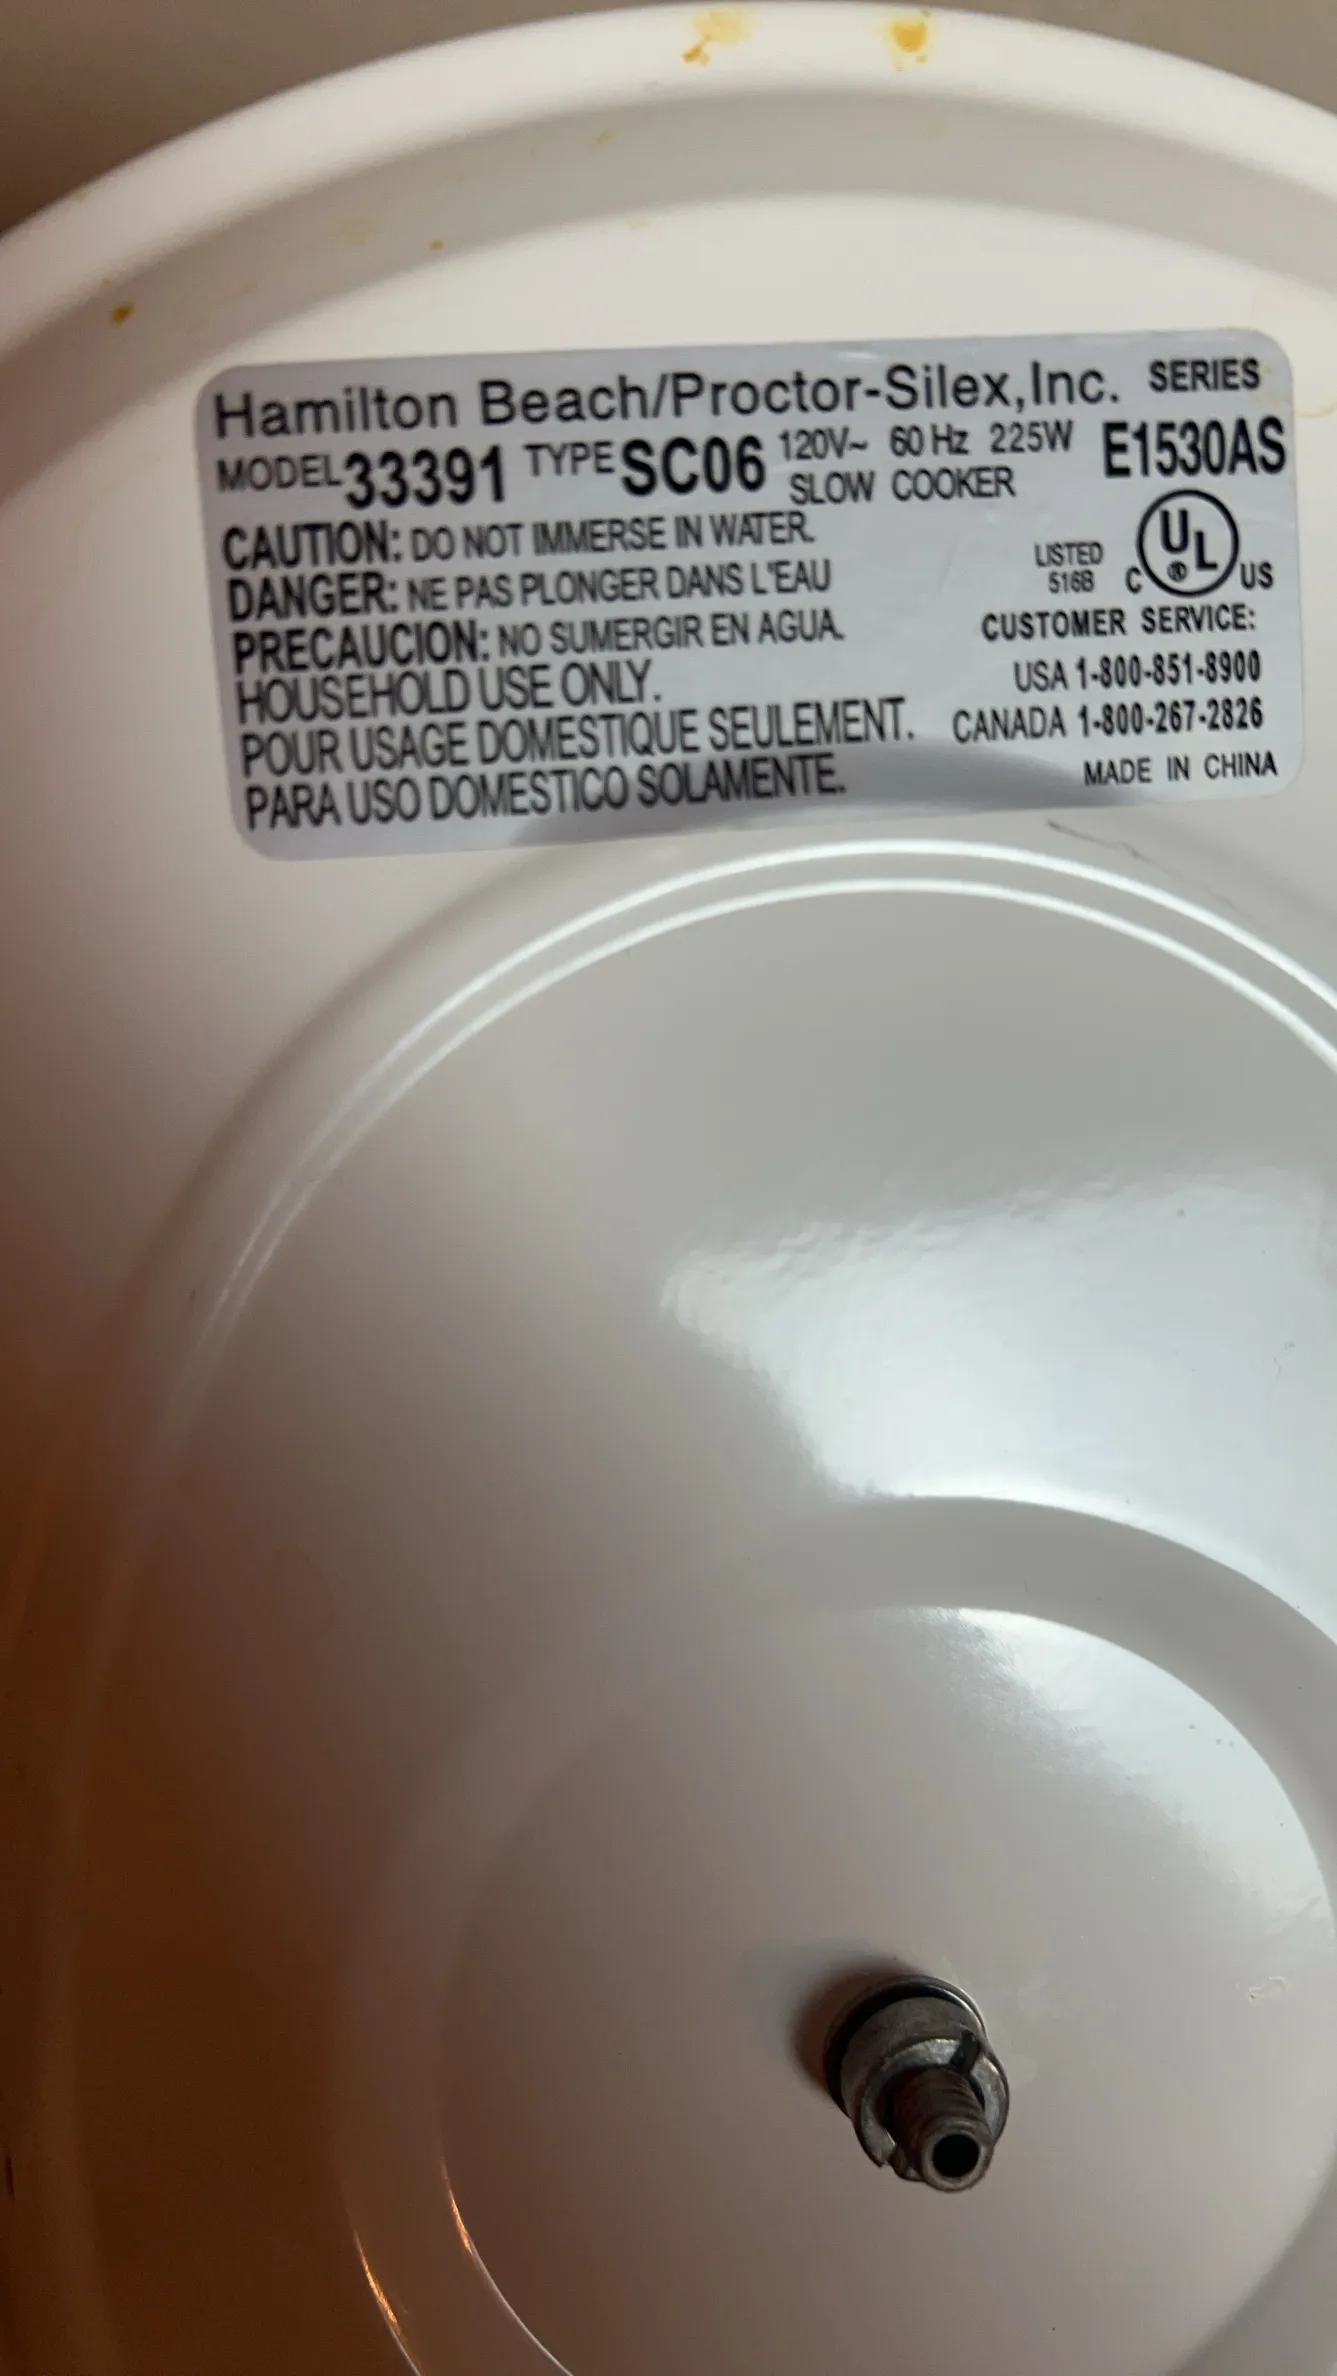 Hamilton Beach/Proctor-Silex,Inc. SERIES
MODEL 33391 TYPE SC06 120V~ 60 Hz 225W E1530AS
SLOW COOKER
CAUTION: DO NOT IMMERSE IN WATER.
DANGER: NE PAS PLONGER DANS L'EAU
PRECAUCION: NO SUMERGIR EN AGUA.
HOUSEHOLD USE ONLY.
POUR USAGE DOMESTIQUE SEULEMENT.
PARA USO DOMESTICO SOLAMENTE.
LISTED
516B
C UL ® US
CUSTOMER SERVICE:
USA 1-800-851-8900
CANADA 1-800-267-2826
MADE IN CHINA